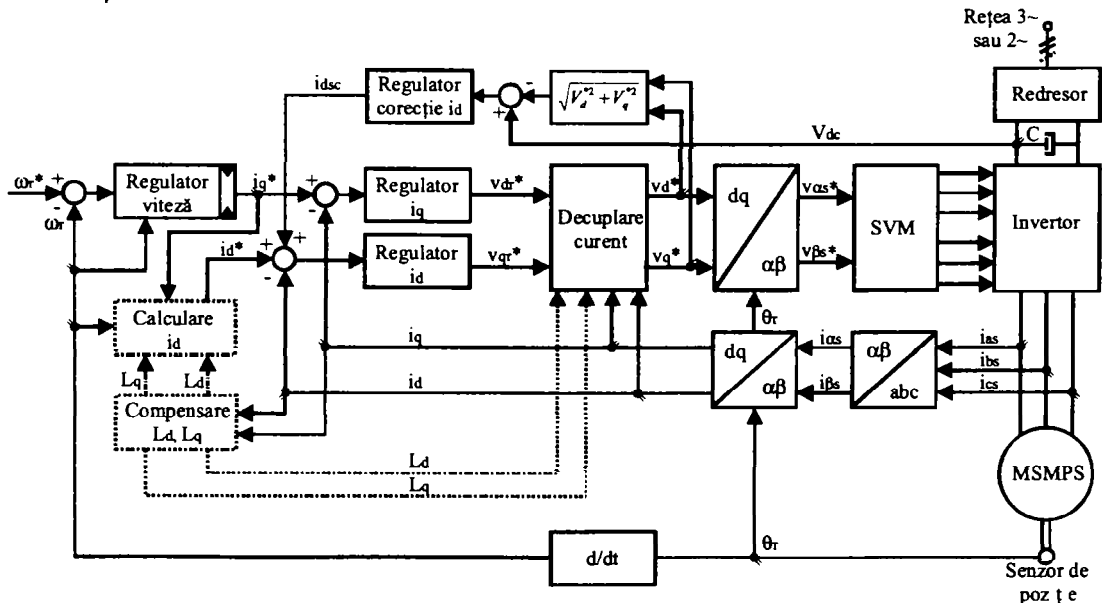 Rețea 3~
sau 2~
Redresor
C
Vdc
idsc
Regulator
corecție id
-
+
√Vd*² + Vq*²
ωr*
+
-
ωr
Regulator
viteză
iq*
+
-
Regulator
iq
vdr*
Decuplare
curent
vd*
vq*
dq
αβ
vαs*
vβs*
SVM
Invertor
id*
+
+
-
Regulator
id
vqr*
Calculare
id
Lq
Ld
Compensare
Ld, Lq
iq
id
θr
dq
αβ
iαs
iβs
αβ
abc
ias
ibs
ics
Ld
Lq
MSMPS
d/dt
θr
Senzor de
poz ț e